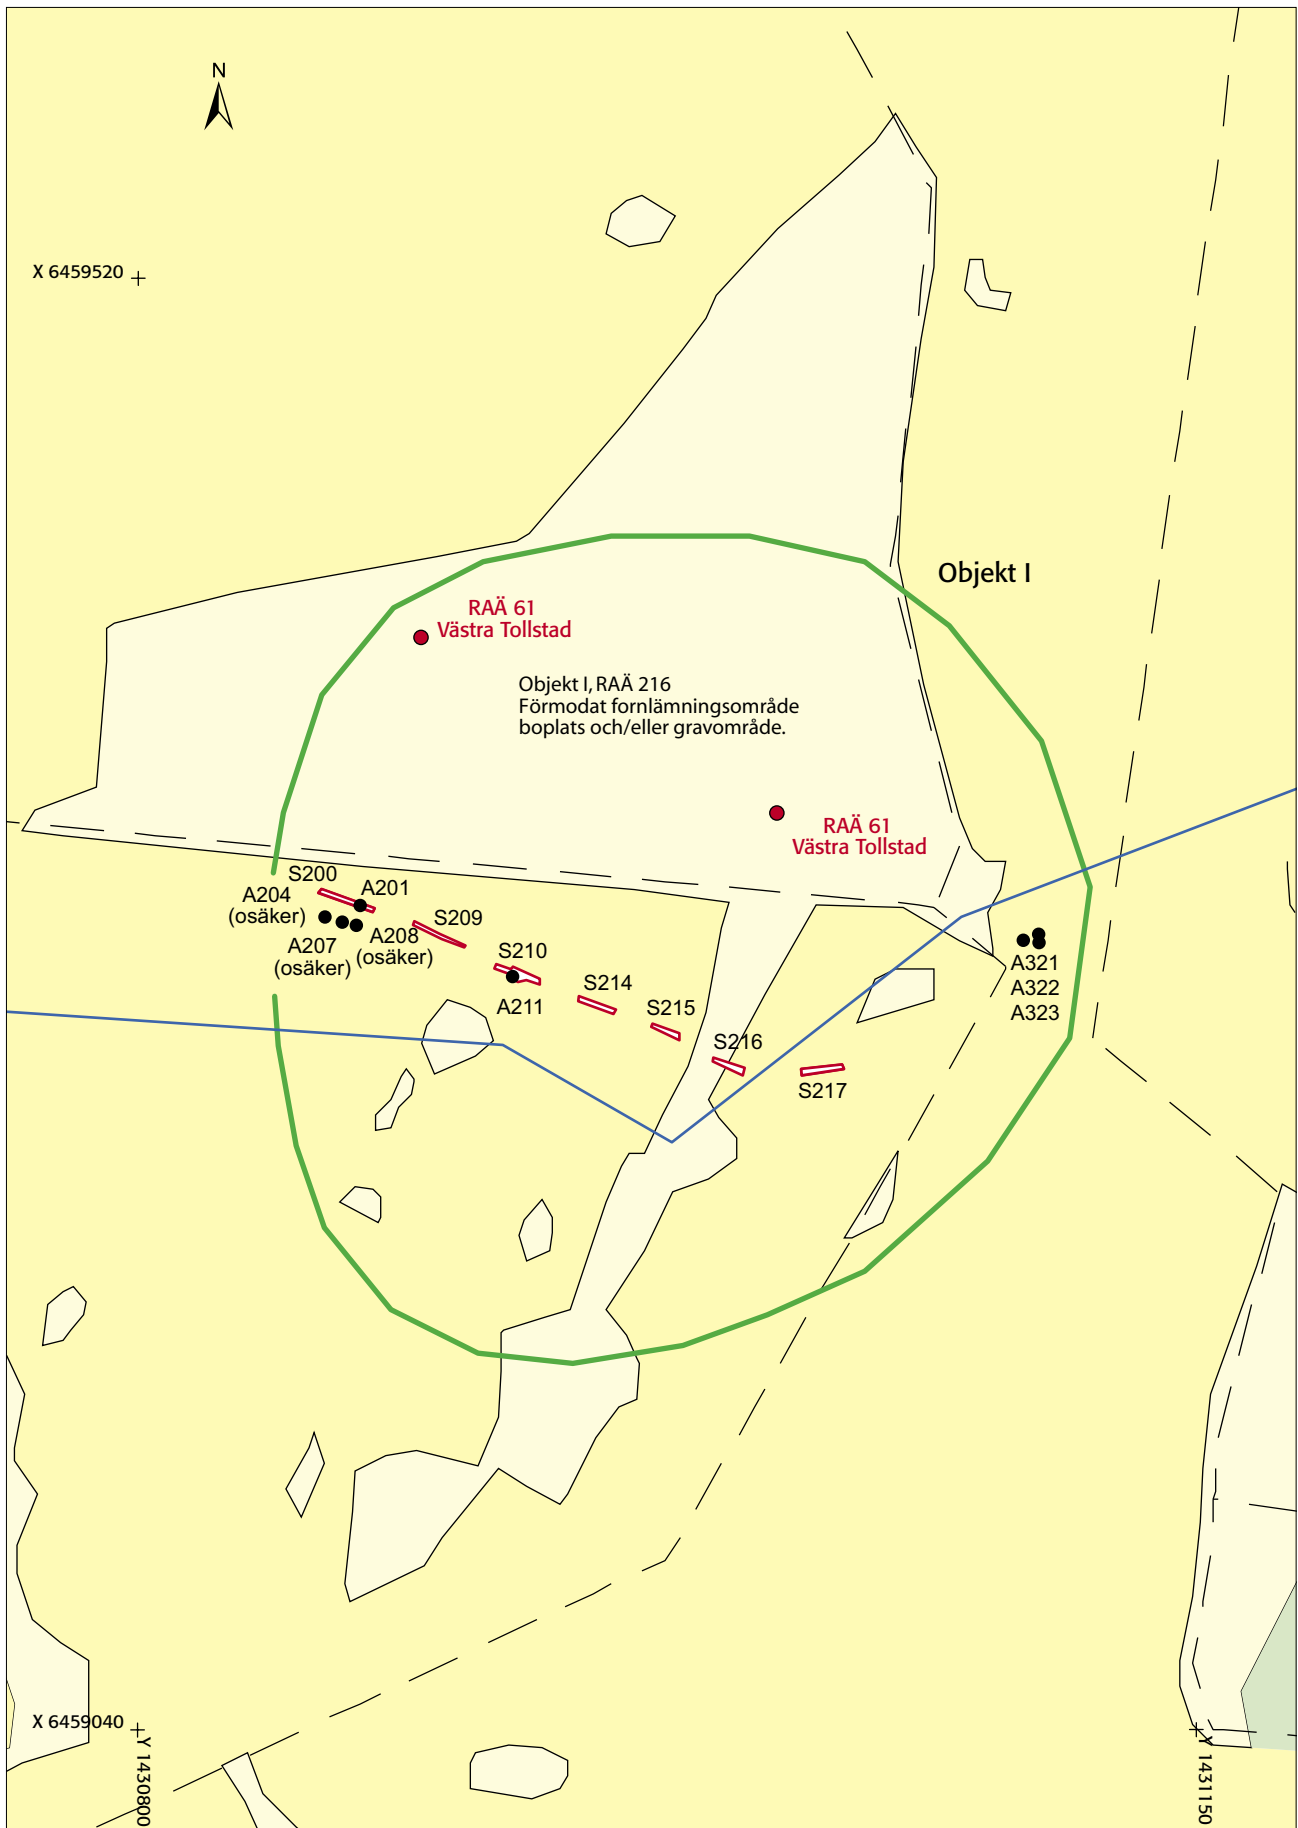 N
X 6459520
Objekt I
RAÄ 61
Västra Tollstad
Objekt I, RAÄ 216
Förmodat fornlämningsområde
boplats och/eller gravområde.
RAÄ 61
Västra Tollstad
S200
A201
A204
(osäker)
A207
(osäker)
A208
(osäker)
S209
S210
A211
S214
S215
S216
S217
A321
A322
A323
X 6459040
Y 1430800
Y 1431150